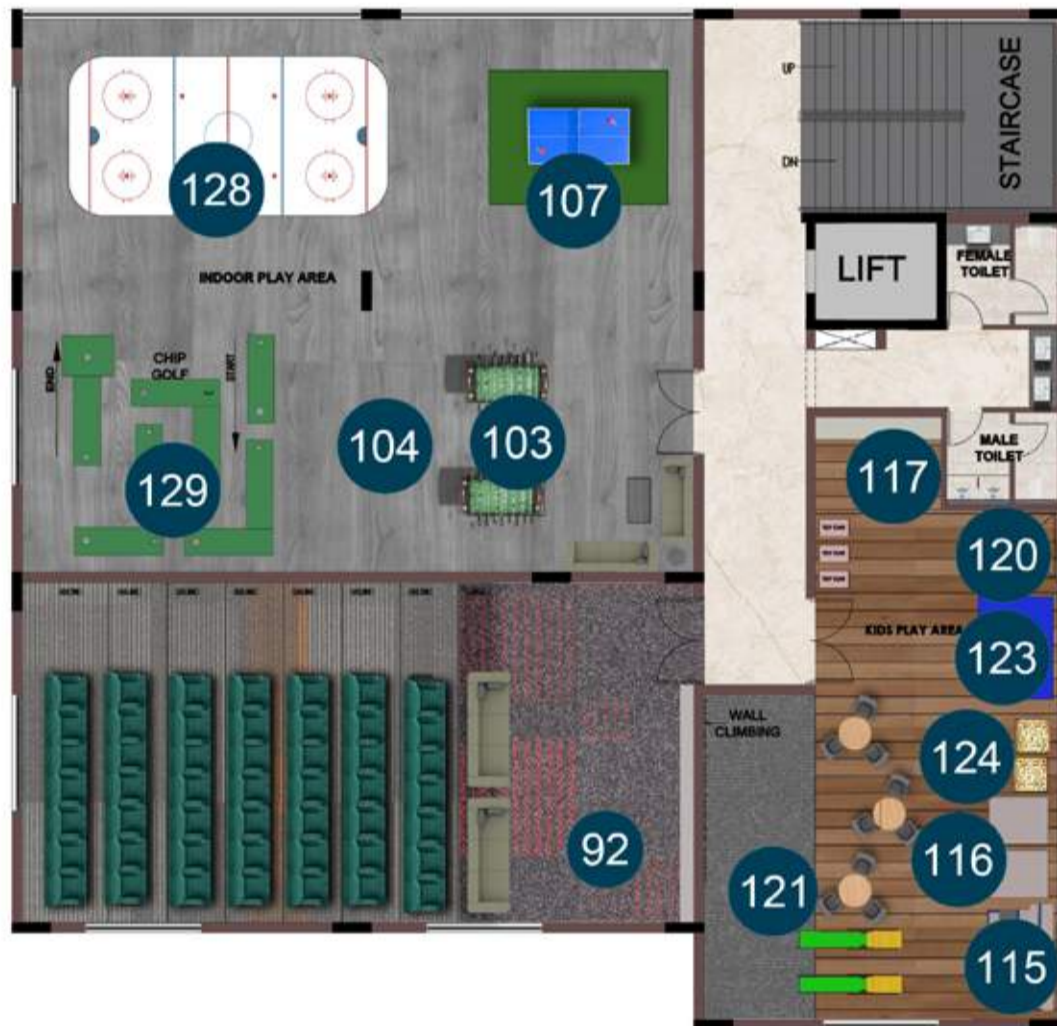 UP
DN
STAIRCASE
128
107
INDOOR PLAY AREA
LIFT
FEMALE
TOILET
END
CHIP
GOLF
START
104
103
129
117
MALE
TOILET
120
KIDS PLAY AREA
123
WALL
CLIMBING
124
92
116
121
115